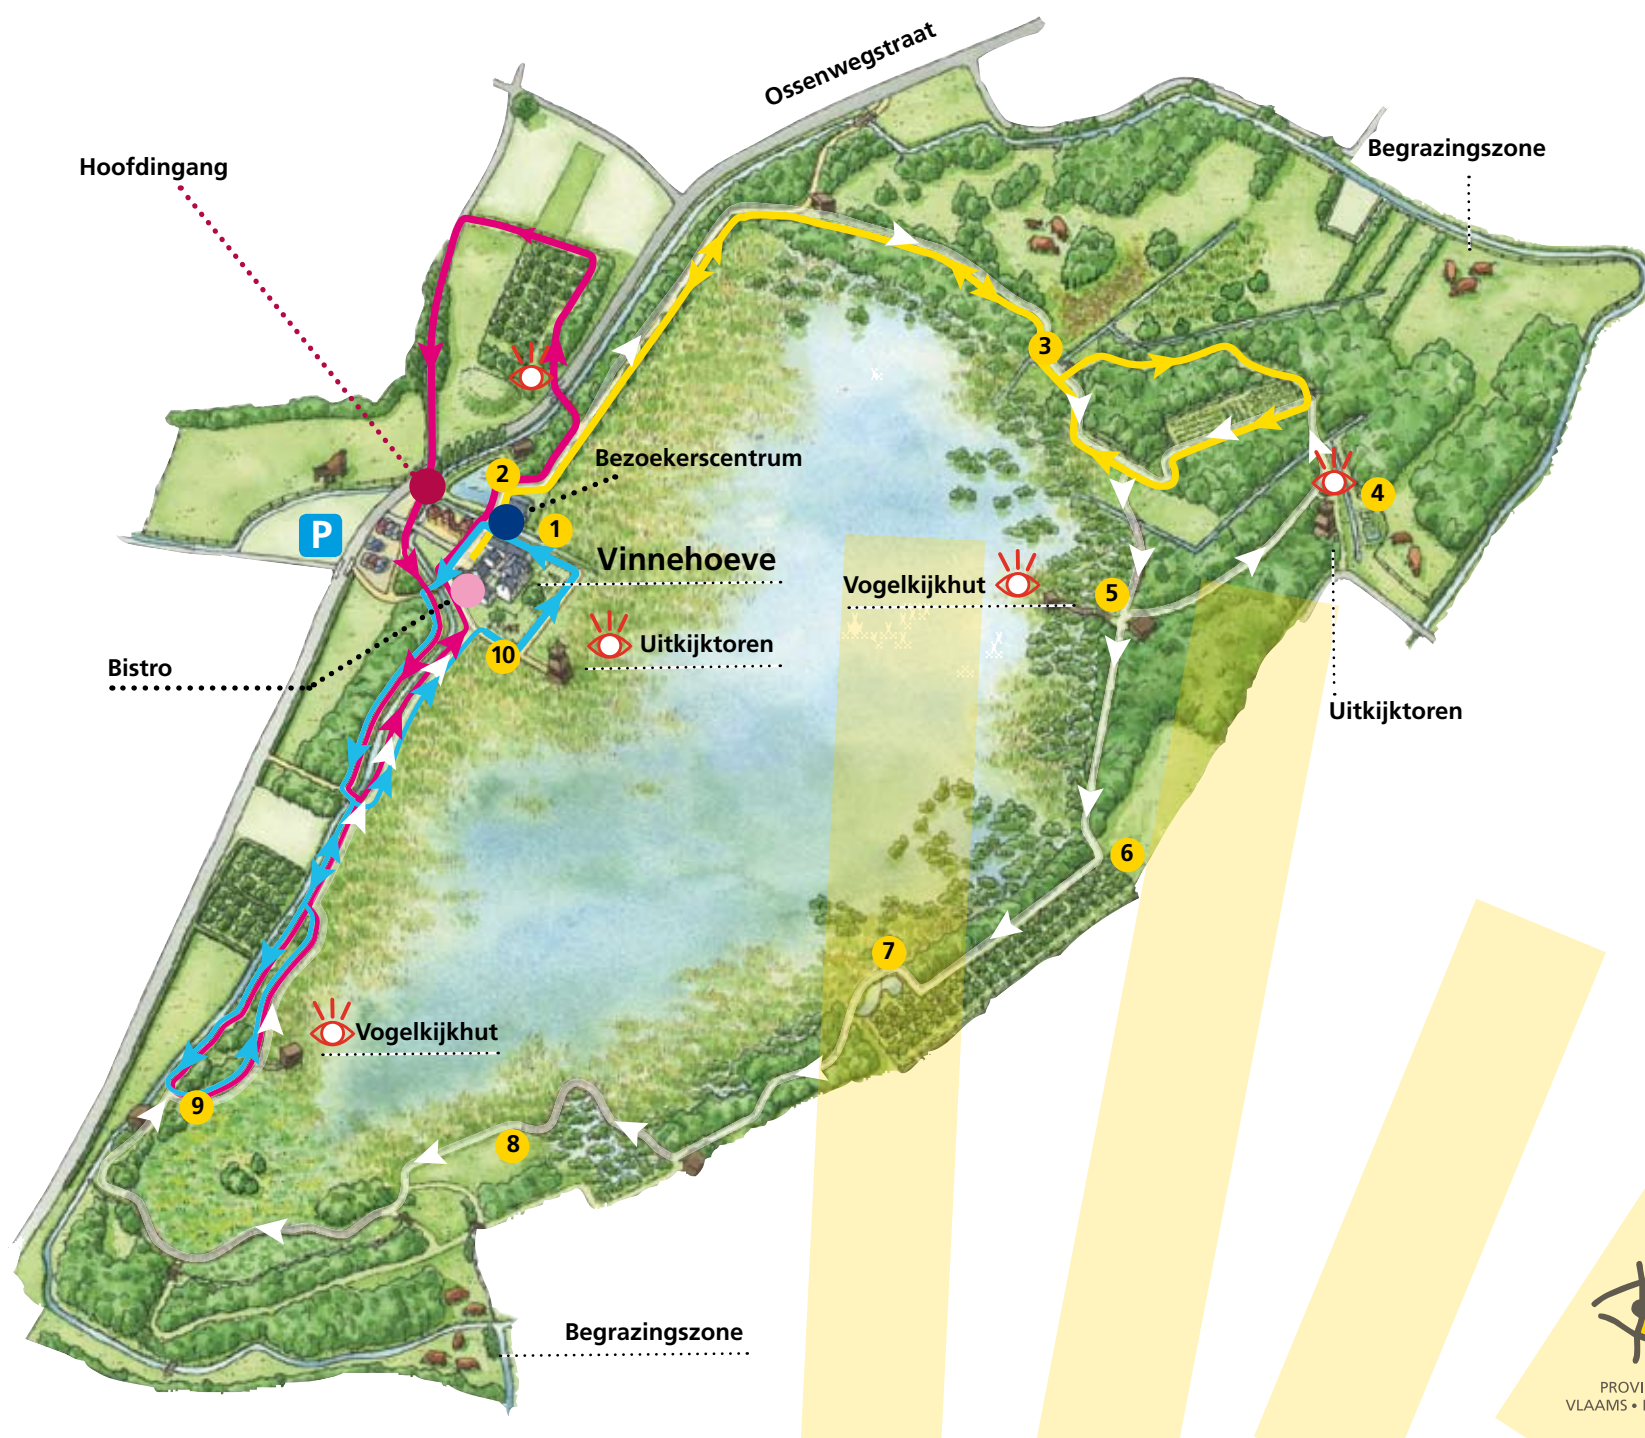 Ossenwegstraat
Begrazingszone
Hoofdingang
3
Bezoekerscentrum
2
4
P
1
Vinnehoeve
Vogelkijkhut
5
Uitkijktoren
10
Bistro
Uitkijktoren
6
7
Vogelkijkhut
9
8
Begrazingszone
PROVI
VLAAMS •